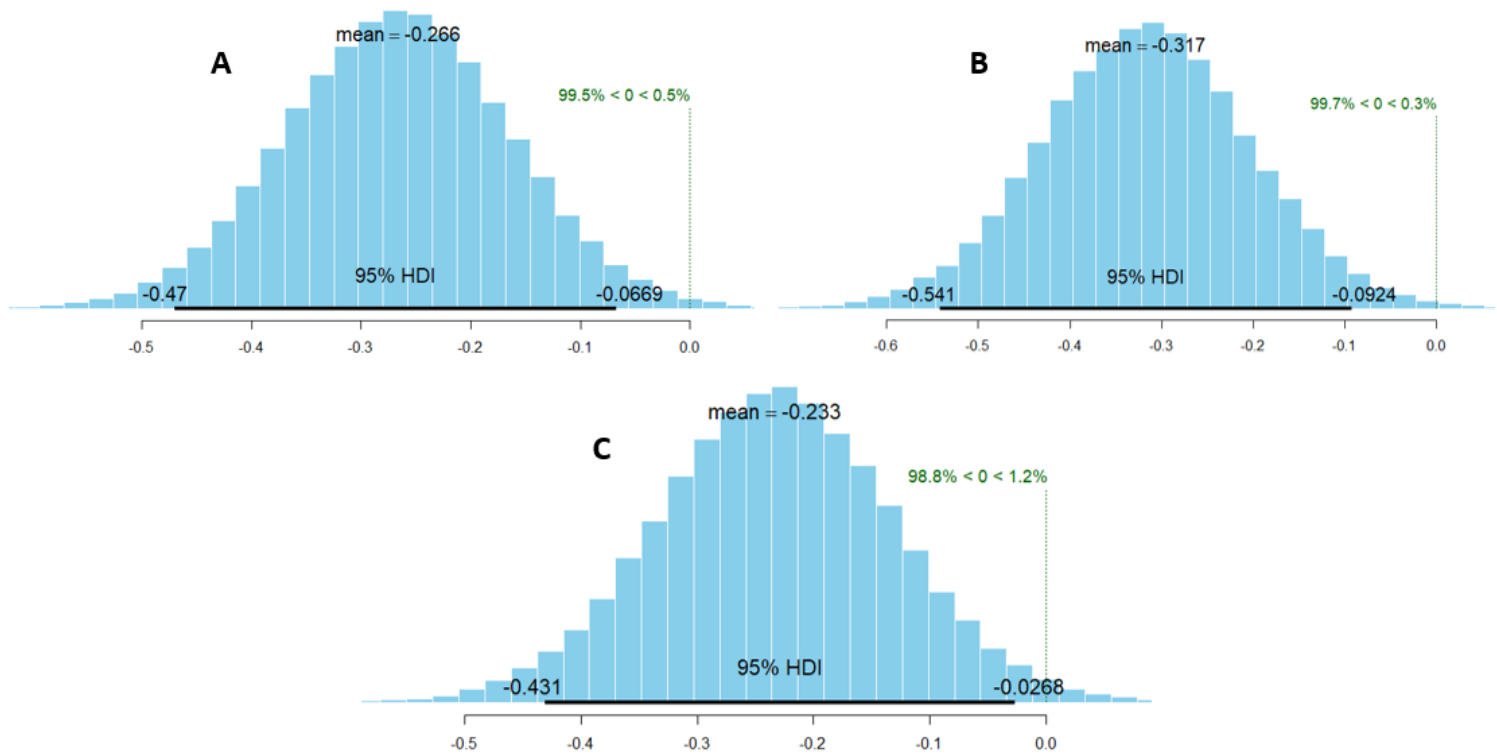 A
mean = -0.266
99.5% < 0 < 0.5%
95% HDI
-0.47
-0.0669
-0.5 -0.4 -0.3 -0.2 -0.1 0.0
B
mean = -0.317
99.7% < 0 < 0.3%
95% HDI
-0.541
-0.0924
-0.6 -0.5 -0.4 -0.3 -0.2 -0.1 0.0
C
mean = -0.233
98.8% < 0 < 1.2%
95% HDI
-0.431
-0.0268
-0.5 -0.4 -0.3 -0.2 -0.1 0.0